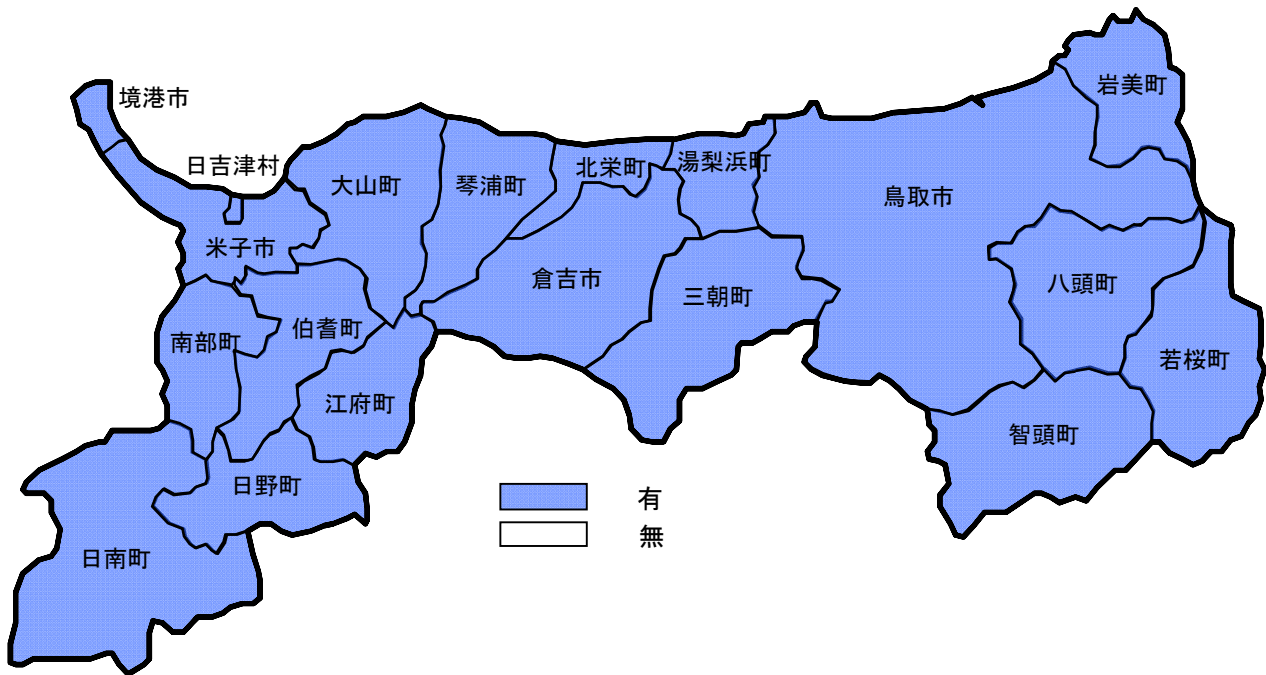 岩美町
境港市
日吉津村
大山町
琴浦町
北栄町
湯梨浜町
鳥取市
米子市
倉吉市
三朝町
八頭町
南部町
伯耆町
若桜町
江府町
智頭町
日野町
有
無
日南町